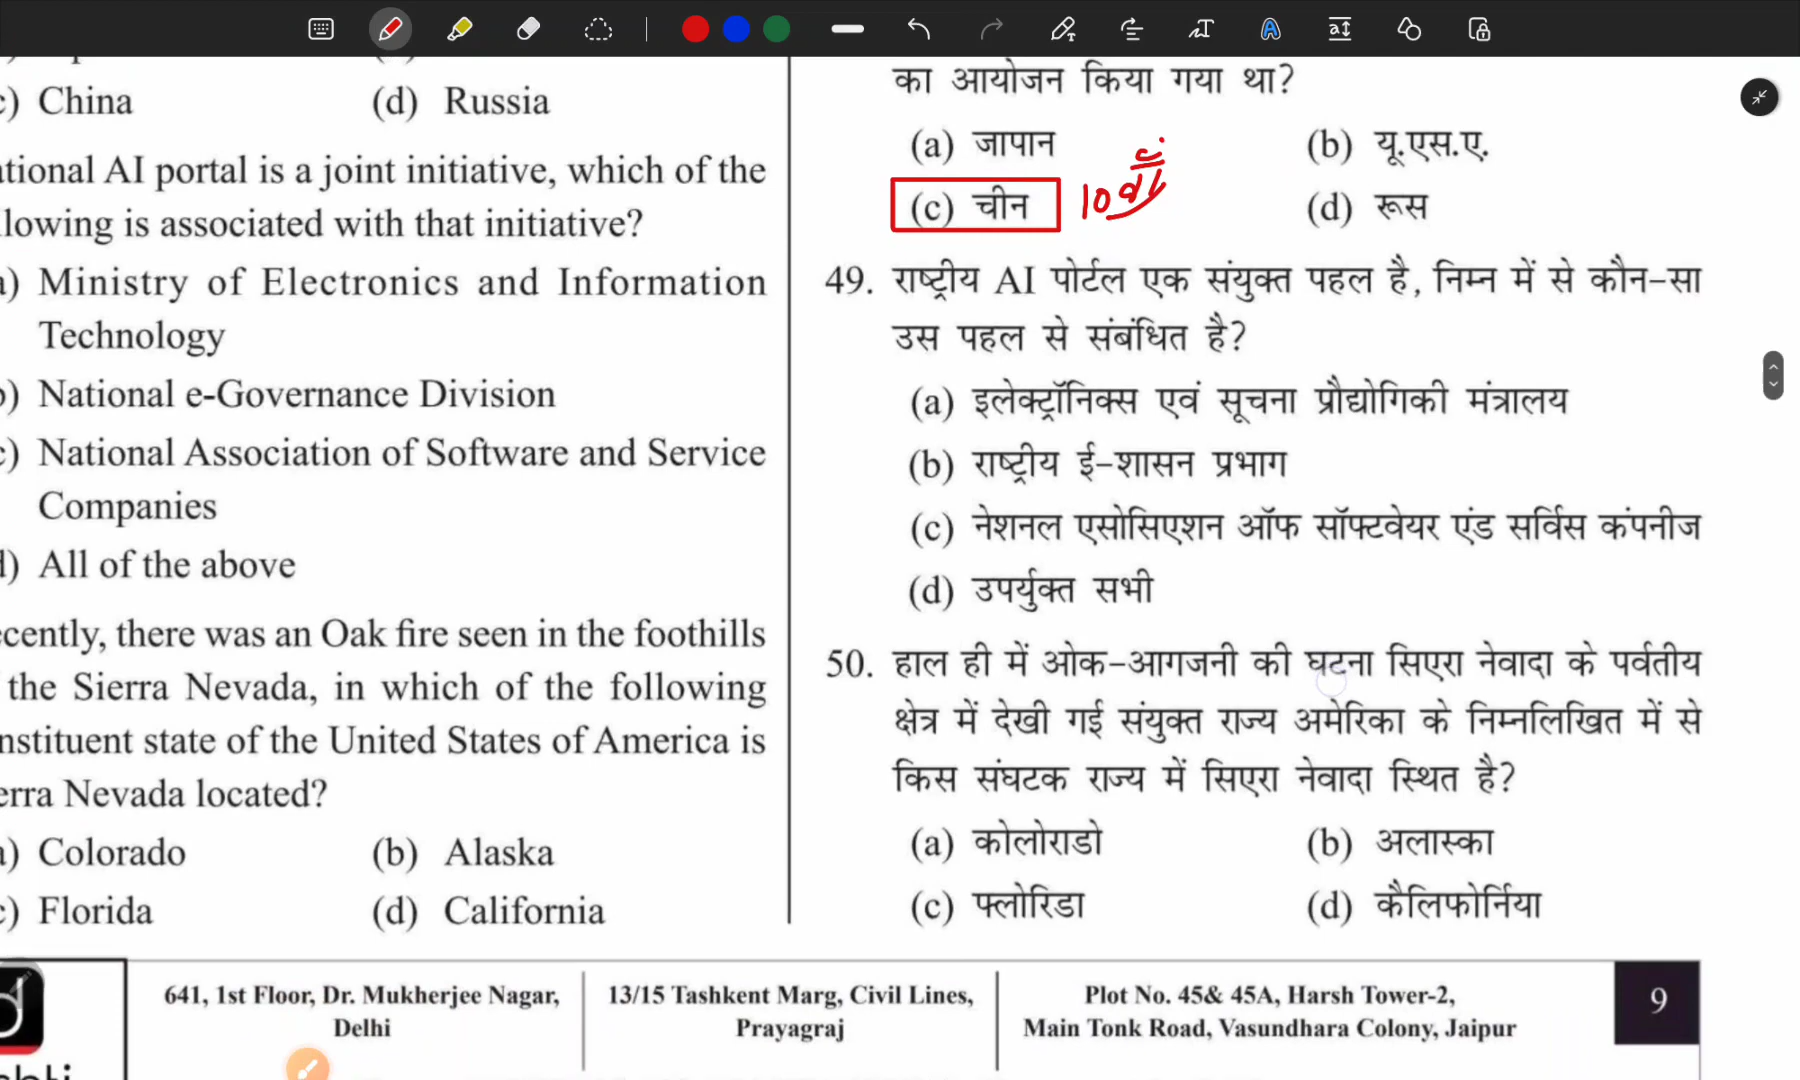 China
(d) Russia
tional AI portal is a joint initiative, which of the
lowing is associated with that initiative?
Ministry of Electronics and Information
Technology
National e-Governance Division
National Association of Software and Service
Companies
All of the above
cently, there was an Oak fire seen in the foothills
the Sierra Nevada, in which of the following
nstituent state of the United States of America is
erra Nevada located?
Colorado
(b) Alaska
Florida
(d) California
का आयोजन किया गया था?
(a) जापान
(b) यू.एस.ए.
(c) चीन
10वां
(d) रूस
49. राष्ट्रीय AI पोर्टल एक संयुक्त पहल है, निम्न में से कौन-सा
उस पहल से संबंधित है?
(a) इलेक्ट्रॉनिक्स एवं सूचना प्रौद्योगिकी मंत्रालय
(b) राष्ट्रीय ई-शासन प्रभाग
(c) नेशनल एसोसिएशन ऑफ सॉफ्टवेयर एंड सर्विस कंपनीज
(d) उपर्युक्त सभी
50. हाल ही में ओक-आगजनी की घटना सिएरा नेवादा के पर्वतीय
क्षेत्र में देखी गई संयुक्त राज्य अमेरिका के निम्नलिखित में से
किस संघटक राज्य में सिएरा नेवादा स्थित है?
(a) कोलोराडो
(b) अलास्का
(c) फ्लोरिडा
(d) कैलिफोर्निया
641, 1st Floor, Dr. Mukherjee Nagar,
Delhi
13/15 Tashkent Marg, Civil Lines,
Prayagraj
Plot No. 45& 45A, Harsh Tower-2,
Main Tonk Road, Vasundhara Colony, Jaipur
9